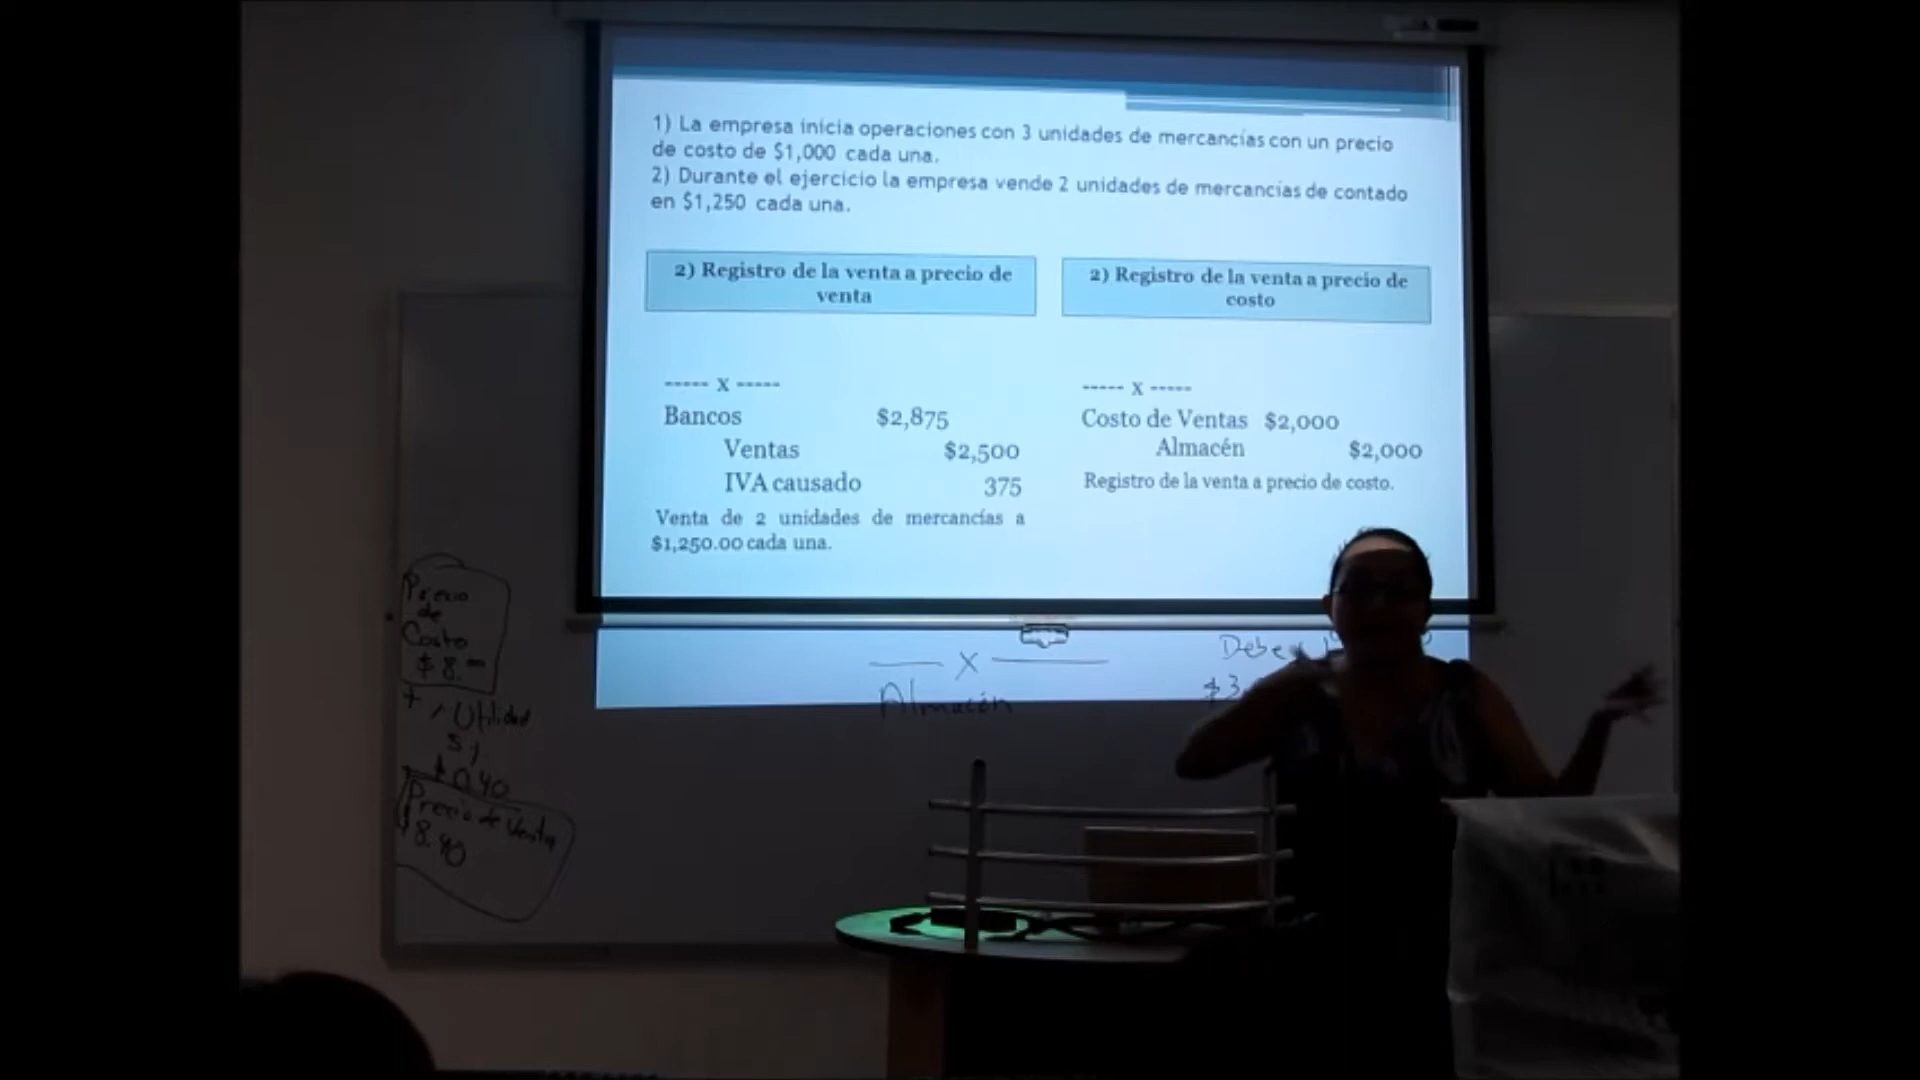 1) La empresa inicia operaciones con 3 unidades de mercancías con un precio
de costo de $1,000 cada una.
2) Durante el ejercicio la empresa vende 2 unidades de mercancías de contado
en $1,250 cada una.
2) Registro de la venta a precio de
venta
----- X -----
Bancos $2,875
Ventas $2,500
IVA causado 375
Venta de 2 unidades de mercancías a
$1,250.00 cada una.
2) Registro de la venta a precio de
costo
----- X -----
Costo de Ventas $2,000
Almacén $2,000
Registro de la venta a precio de costo.
X
Almacén
Precio
de
Costo
$ 8.
+
Utilidad
$ 0.40
Precio de Venta
$ 8.40